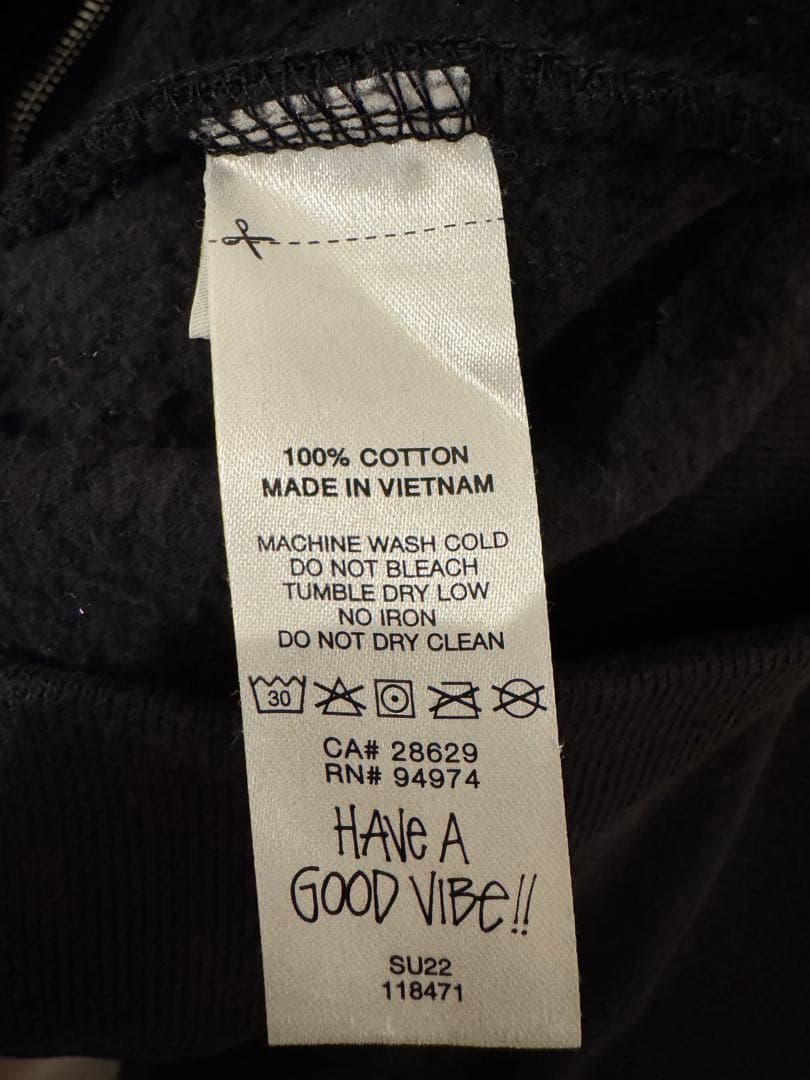 100% COTTON
MADE IN VIETNAM
MACHINE WASH COLD
DO NOT BLEACH
TUMBLE DRY LOW
NO IRON
DO NOT DRY CLEAN
30
CA# 28629
RN# 94974
HAVe A
GOOD VIBe!!
SU22
118471